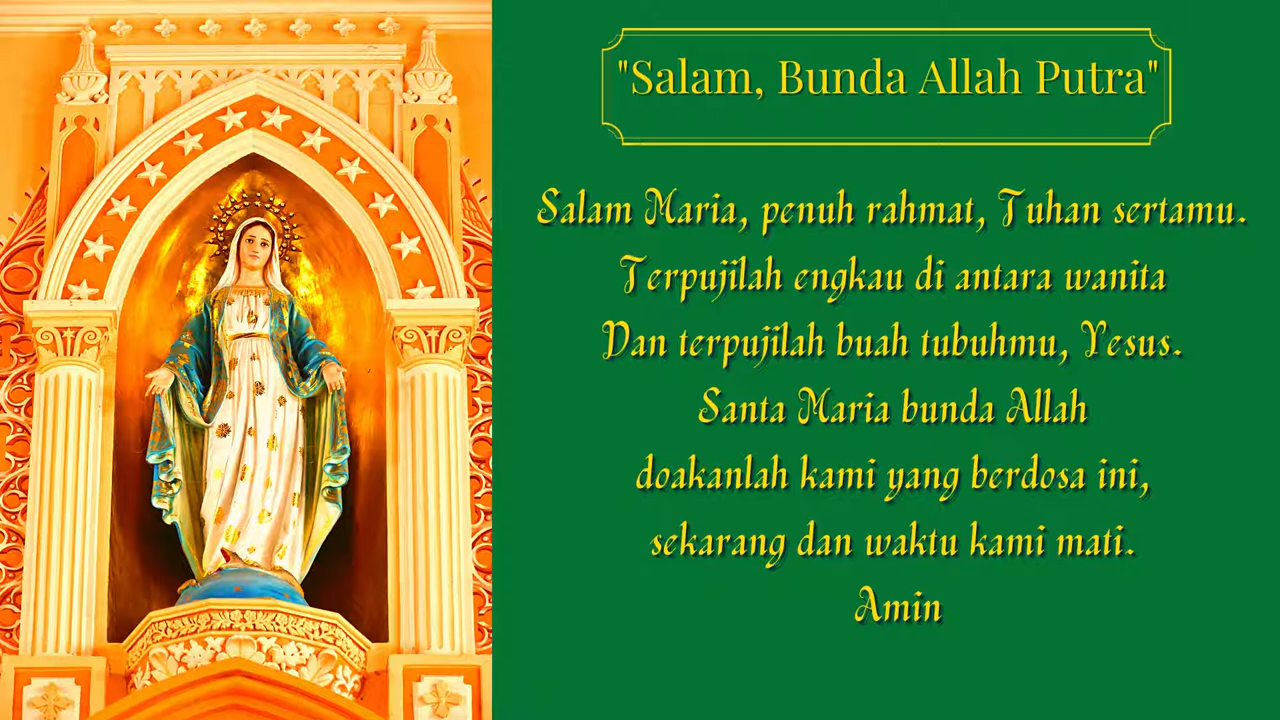 "Salam, Bunda Allah Putra"
Salam Maria, penuh rahmat, Tuhan sertamu.
Terpujilah engkau di antara wanita
Dan terpujilah buah tubuhmu, Yesus.
Santa Maria bunda Allah
doakanlah kami yang berdosa ini,
sekarang dan waktu kami mati.
Amin